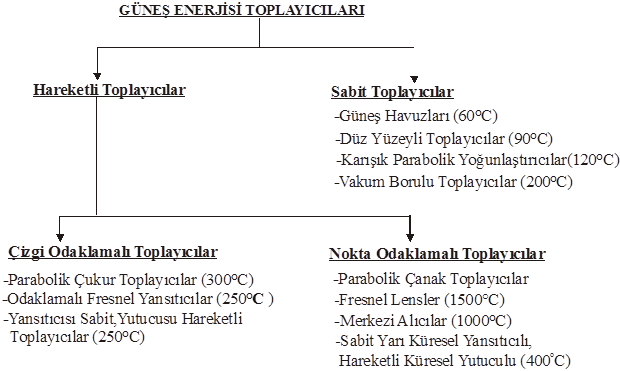 GÜNEŞ ENERJİSİ TOPLAYICILARI
Hareketli Toplayıcılar
Sabit Toplayıcılar
-Güneş Havuzları (60°C)
-Düz Yüzeyli Toplayıcılar (90°C)
-Karışık Parabolik Yoğunlaştırıcılar(120°C)
-Vakum Borulu Toplayıcılar (200°C)
Çizgi Odaklamalı Toplayıcılar
-Parabolik Çukur Toplayıcılar (300°C)
-Odaklamalı Fresnel Yansıtıcılar (250°C )
-Yansıtıcısı Sabit,Yutucusu Hareketli
Toplayıcılar (250°C)
Nokta Odaklamalı Toplayıcılar
-Parabolik Çanak Toplayıcılar
-Fresnel Lensler (1500°C)
-Merkezi Alıcılar (1000°C)
-Sabit Yarı Küresel Yansıtıcılı,
Hareketli Küresel Yutuculu (400°C)